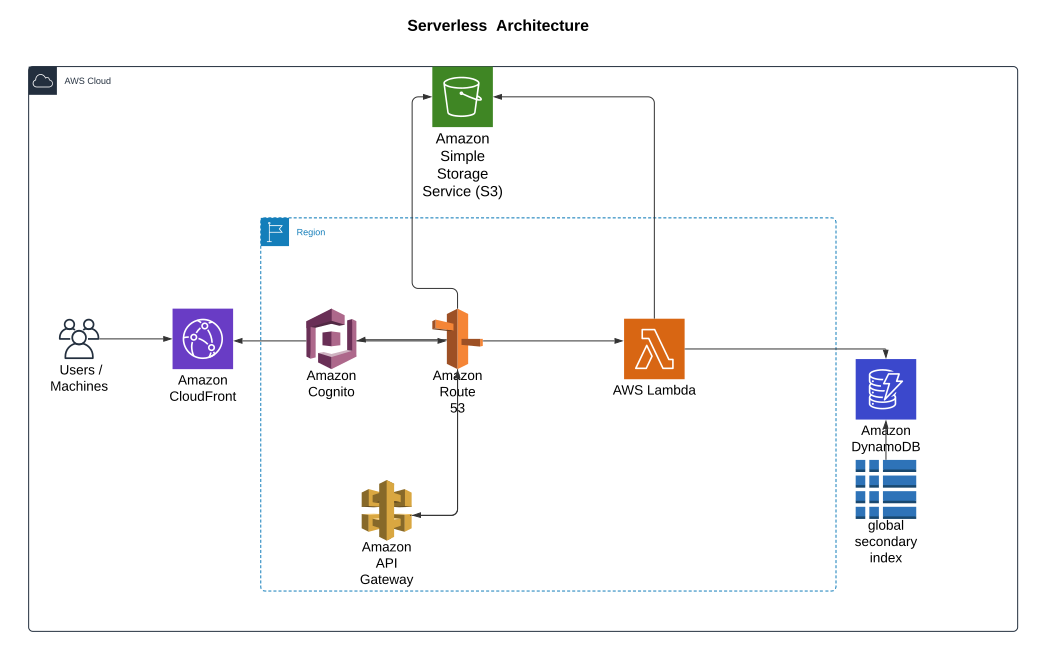 Serverless  Architecture
AWS Cloud
Amazon
Simple
Storage
Service (S3)
Region
Users /
Machines
Amazon
CloudFront
Amazon
Cognito
Amazon
Route
53
AWS Lambda
Amazon
DynamoDB
global
secondary
index
Amazon
API
Gateway